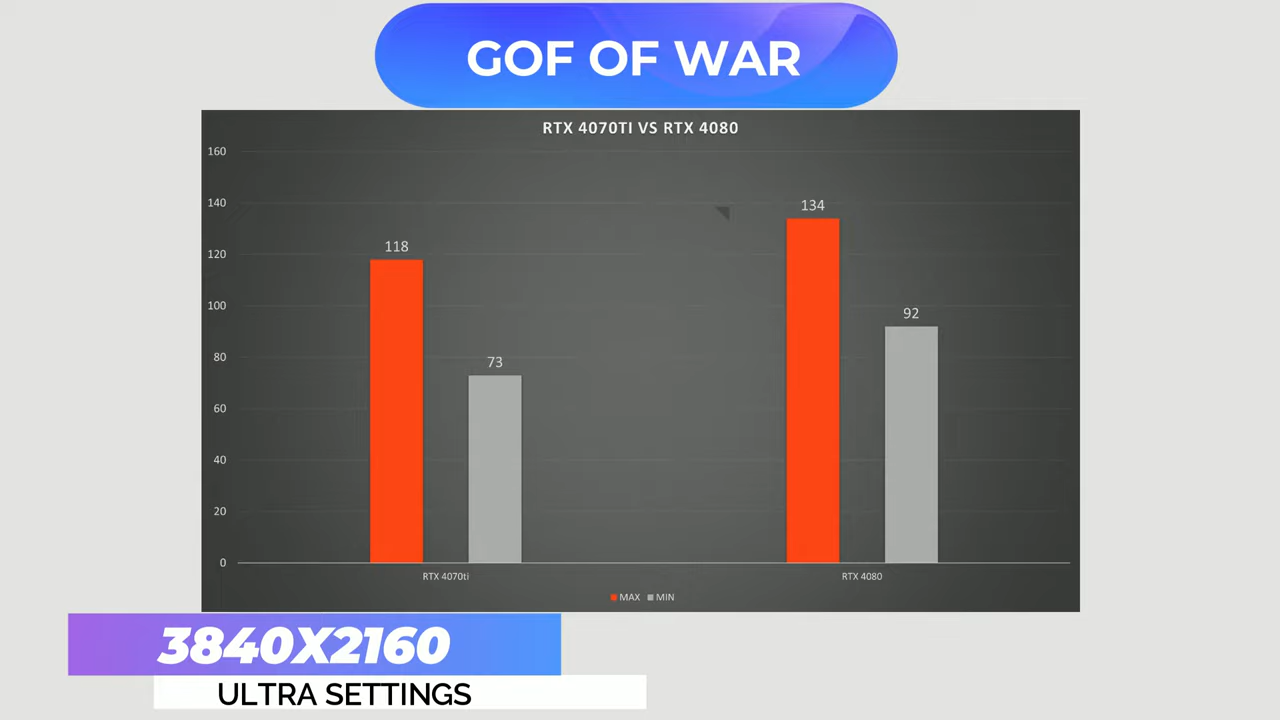 GOF OF WAR
RTX 4070TI VS RTX 4080
160
140
120
100
80
60
40
20
0
118
73
134
92
RTX 4070ti
RTX 4080
MAX MIN
3840X2160
ULTRA SETTINGS